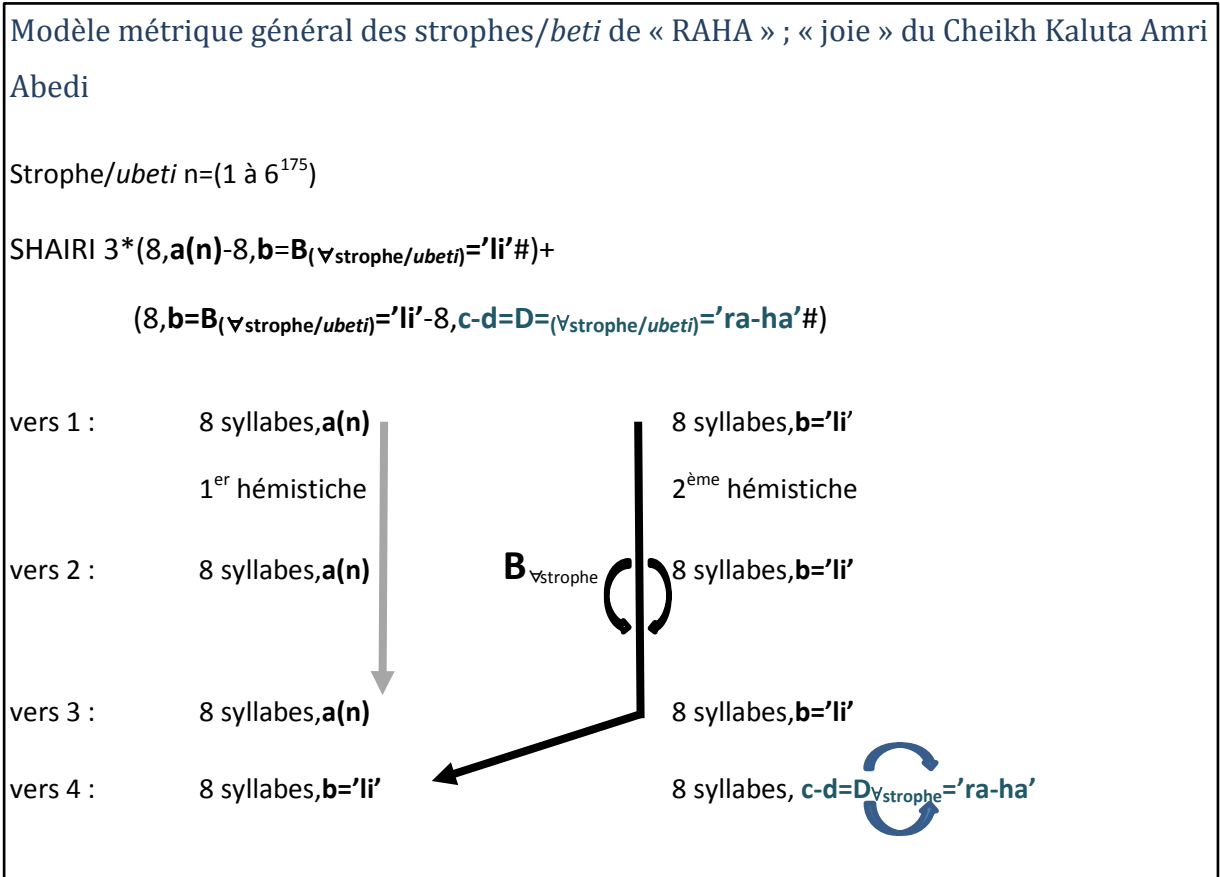 Modèle métrique général des strophes/beti de « RAHA » ; « joie » du Cheikh Kaluta Amri
Abedi
Strophe/ubeti n=(1 à 6175)
SHAIRI 3*(8,a(n)-8,b=B(∀strophe/ubeti)='li'#)+
(8,b=B(∀strophe/ubeti)='li'-8,c-d=D=(∀strophe/ubeti)='ra-ha'#)
vers 1 : 8 syllabes,a(n) 8 syllabes,b='li'
1er hémistiche 2ème hémistiche
vers 2 : 8 syllabes,a(n) B∀strophe 8 syllabes,b='li'
vers 3 : 8 syllabes,a(n) 8 syllabes,b='li'
vers 4 : 8 syllabes,b='li' 8 syllabes, c-d=D∀strophe='ra-ha'